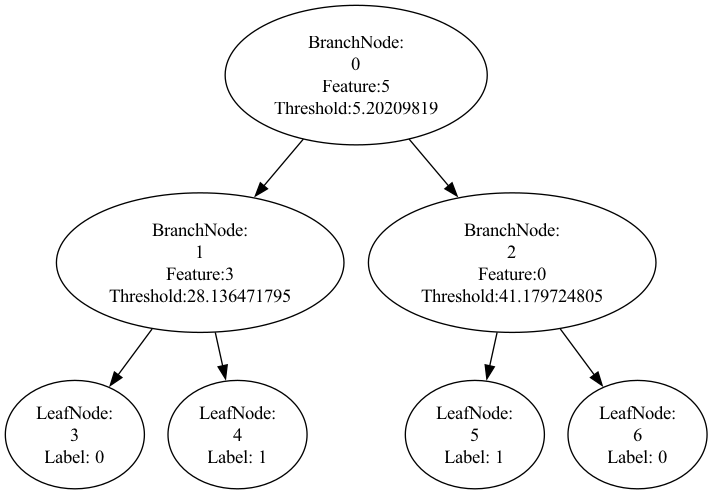 BranchNode:
0
Feature:5
Threshold:5.20209819
BranchNode:
1
Feature:3
Threshold:28.136471795
BranchNode:
2
Feature:0
Threshold:41.179724805
LeafNode:
3
Label: 0
LeafNode:
4
Label: 1
LeafNode:
5
Label: 1
LeafNode:
6
Label: 0